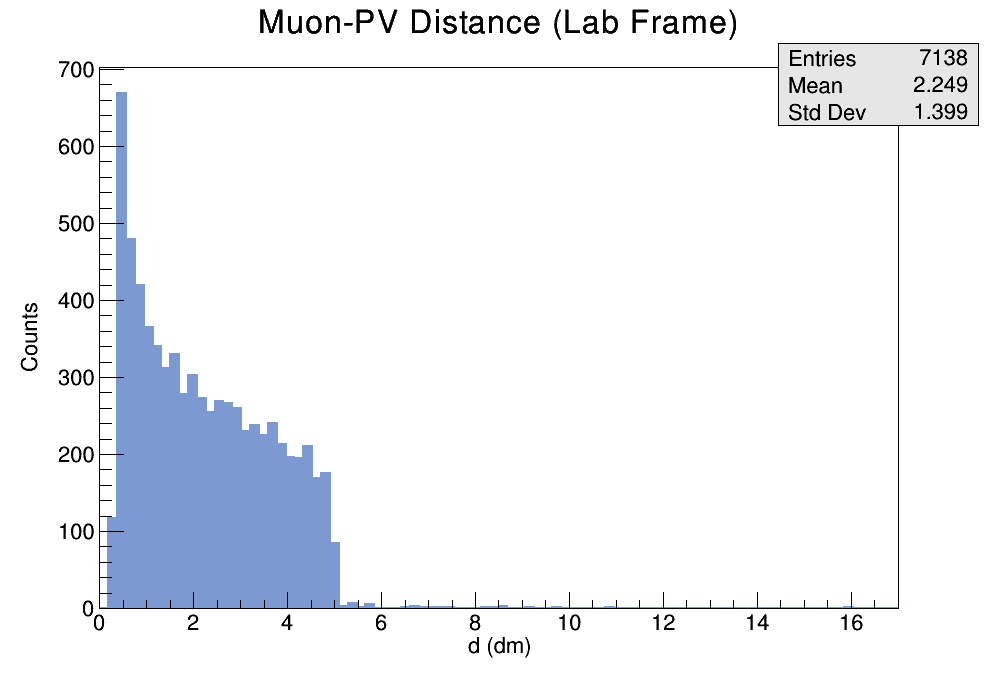 Muon-PV Distance (Lab Frame)
Entries 7138
Mean 2.249
Std Dev 1.399
700
600
500
400
300
200
100
0
Counts
0 2 4 6 8 10 12 14 16
d (dm)